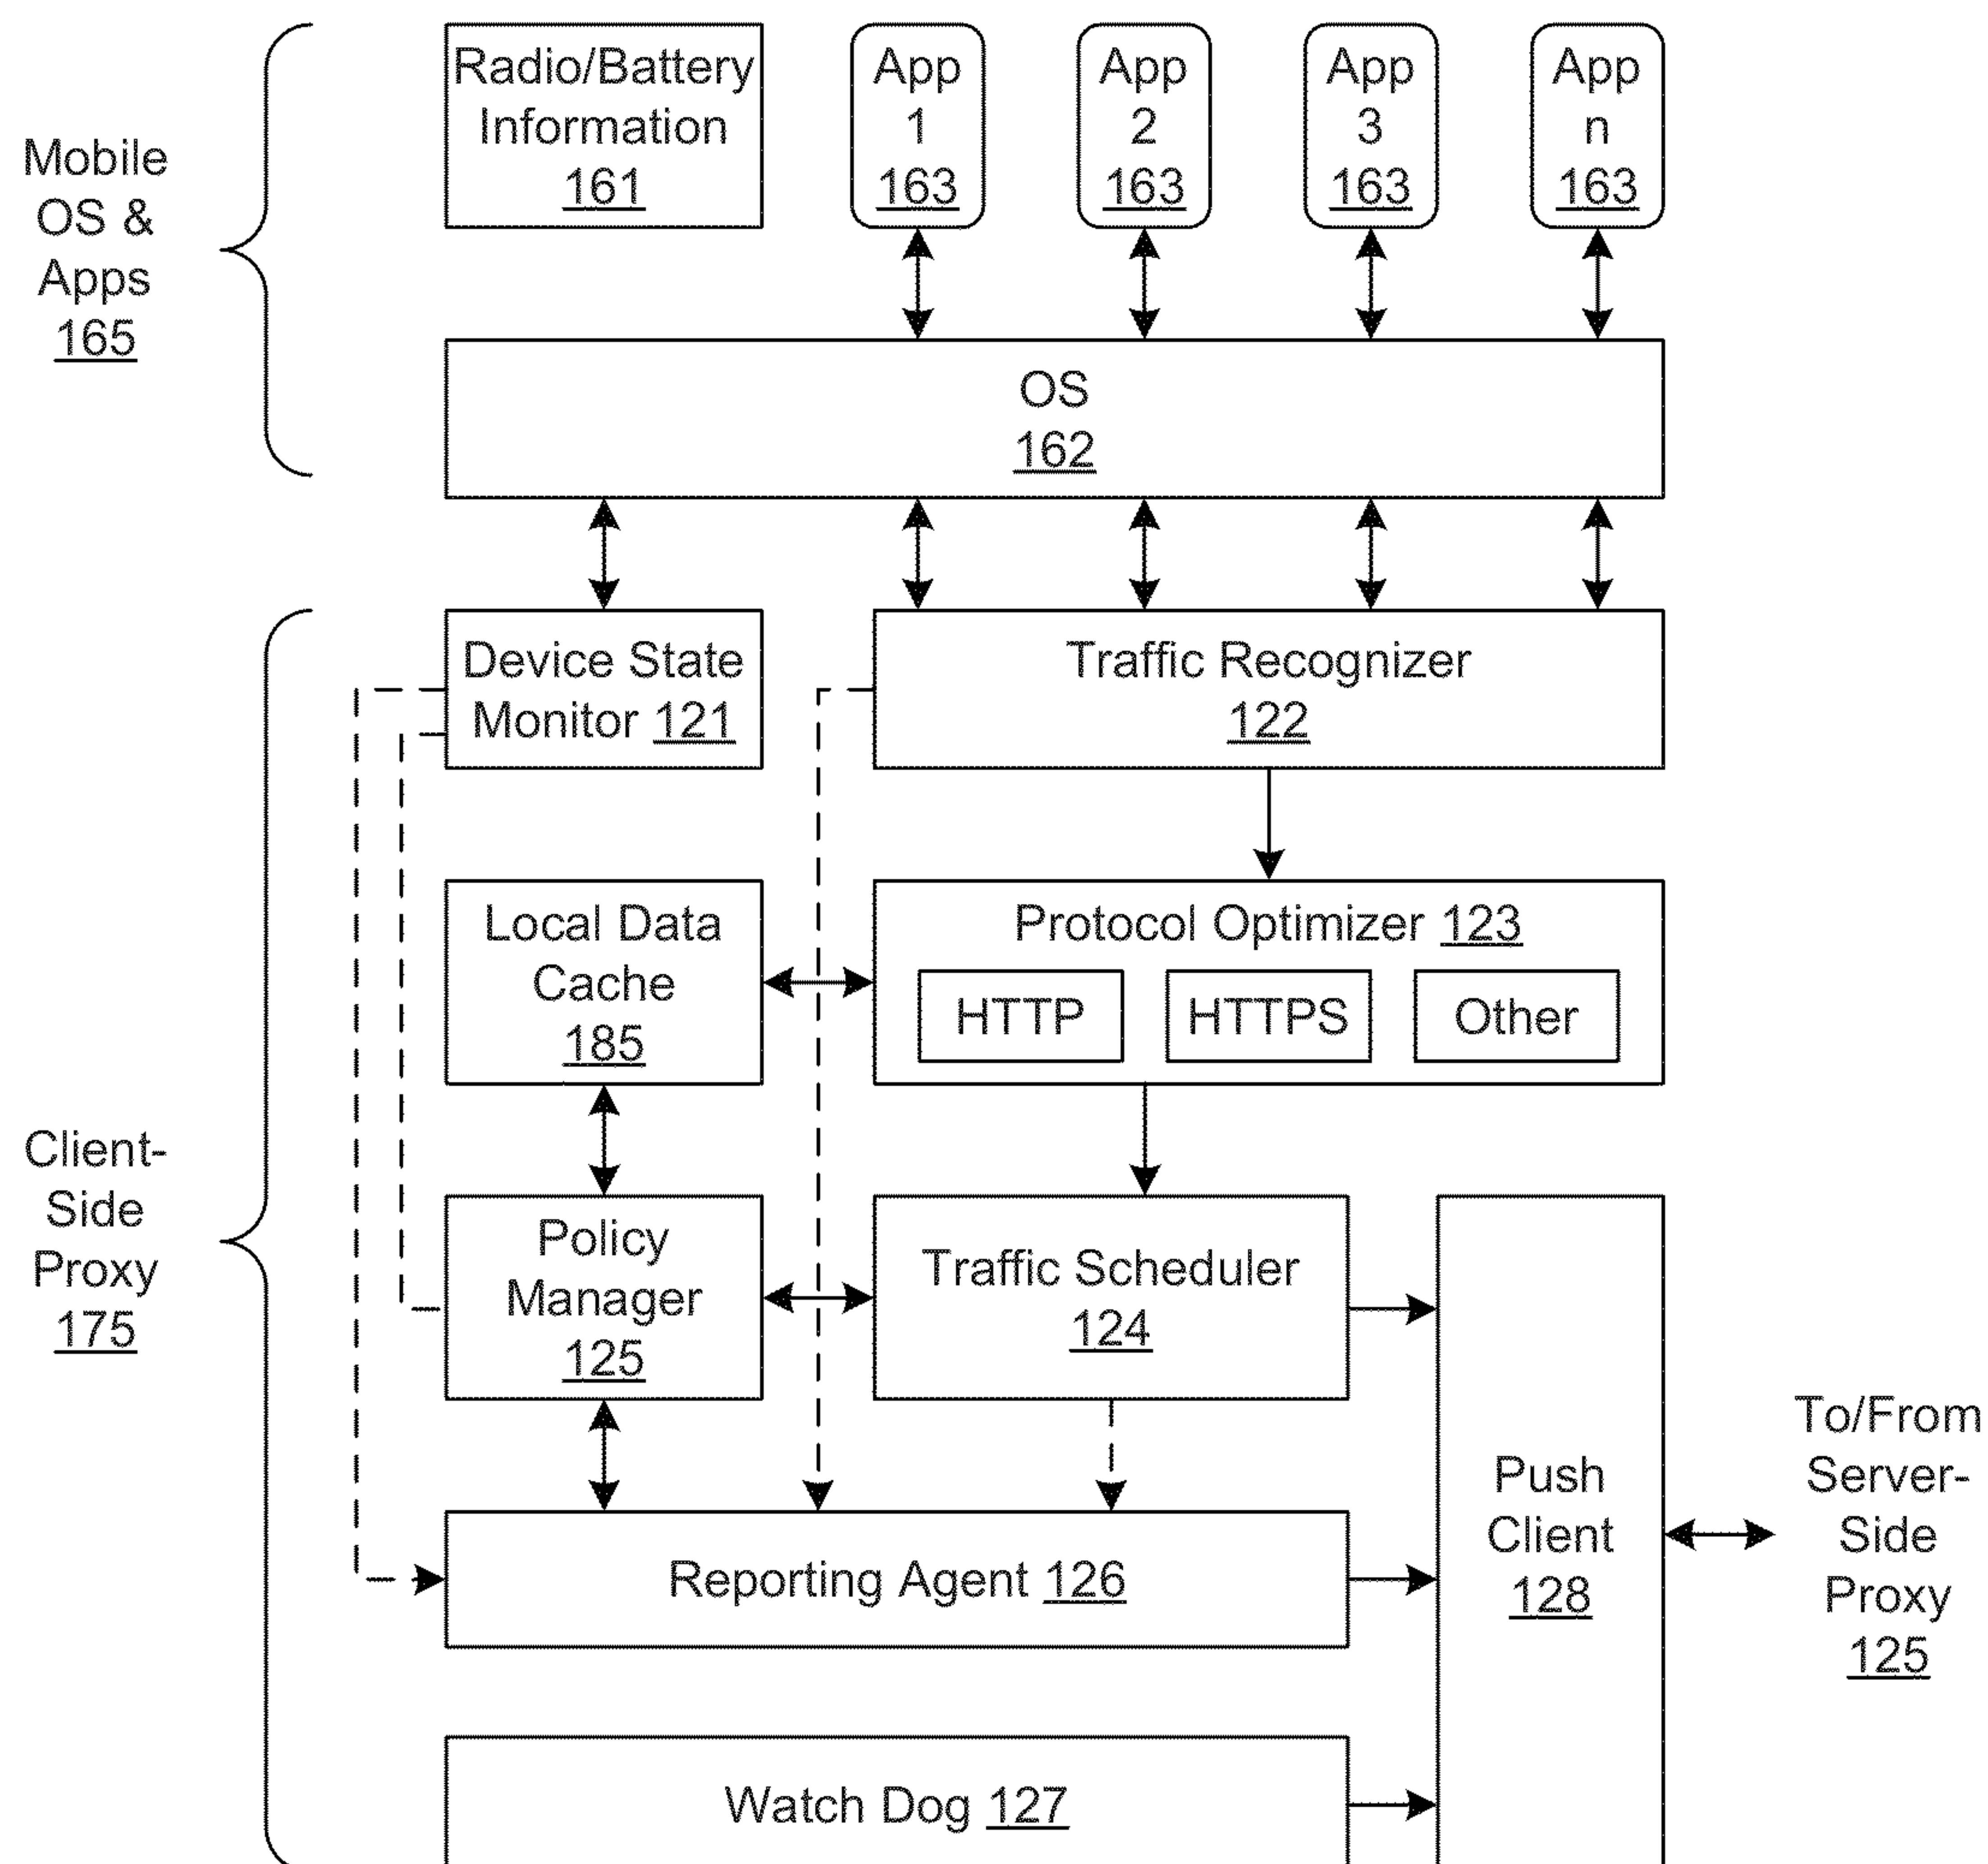 Mobile
OS &
Apps
165
Radio/Battery
Information
161
App
1
163
App
2
163
App
3
163
App
n
163
OS
162
Client-
Side
Proxy
175
Device State
Monitor 121
Traffic Recognizer
122
Local Data
Cache
185
Protocol Optimizer 123
HTTP
HTTPS
Other
Policy
Manager
125
Traffic Scheduler
124
Reporting Agent 126
Watch Dog 127
Push
Client
128
To/From
Server-
Side
Proxy
125